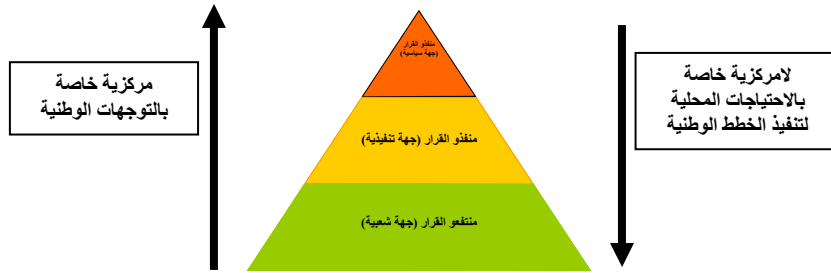 منفذو القرار
(جهة سياسية)
لامركزية خاصة
بالاحتياجات المحلية
لتنفيذ الخطط الوطنية
مركزية خاصة
بالتوجهات الوطنية
منفذو القرار (جهة تنفيذية)
منتفعو القرار (جهة شعبية)